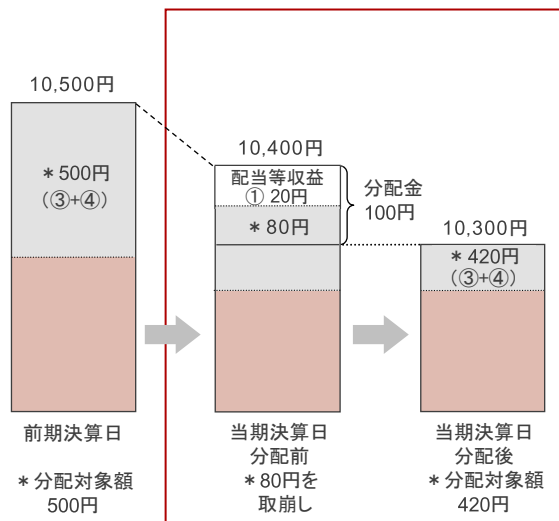 10,500円
＊500円
（③+④）
前期決算日
＊分配対象額
500円
10,400円
配当等収益
① 20円
＊80円
分配金
100円
当期決算日
分配前
＊80円を
取崩し
10,300円
＊420円
（③+④）
当期決算日
分配後
＊分配対象額
420円